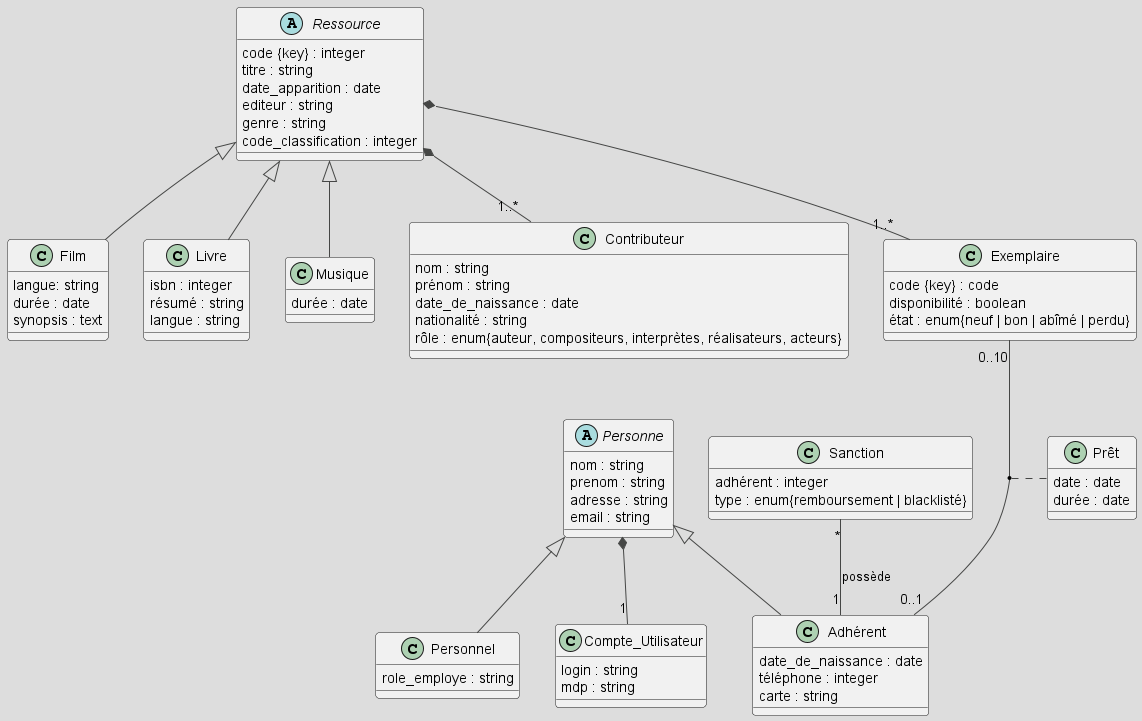 A Ressource
code {key} : integer
titre : string
date_apparition : date
editeur : string
genre : string
code_classification : integer
1..*
1..*
C Film
langue: string
durée : date
synopsis : text
C Livre
isbn : integer
résumé : string
langue : string
C Musique
durée : date
C Contributeur
nom : string
prénom : string
date_de_naissance : date
nationalité : string
rôle : enum{auteur, compositeurs, interprètes, réalisateurs, acteurs}
C Exemplaire
code {key} : code
disponibilité : boolean
état : enum{neuf | bon | abîmé | perdu}
0..10
A Personne
nom : string
prenom : string
adresse : string
email : string
C Sanction
adhérent : integer
type : enum{remboursement | blacklisté}
C Prêt
date : date
durée : date
*
possède
1
1
0..1
C Personnel
role_employe : string
C Compte_Utilisateur
login : string
mdp : string
C Adhérent
date_de_naissance : date
téléphone : integer
carte : string